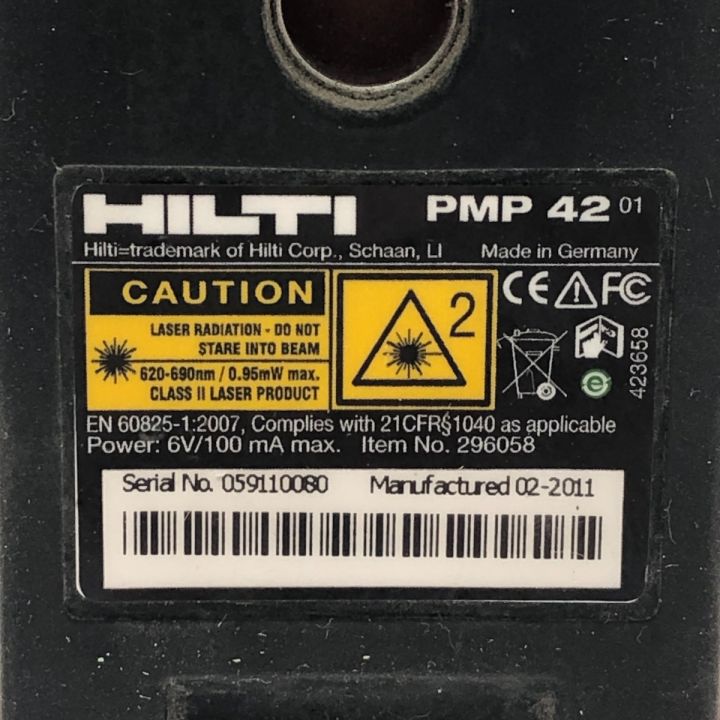 HILTI PMP 42 01
Hilti=trademark of Hilti Corp., Schaan, LI Made in Germany
CAUTION
LASER RADIATION - DO NOT
STARE INTO BEAM
620-690nm / 0.95mW max.
CLASS II LASER PRODUCT
2
CE FC
e
423658
EN 60825-1:2007, Complies with 21CFR§1040 as applicable
Power: 6V/100 mA max. Item No. 296058
Serial No. 059110080 Manufactured 02-2011